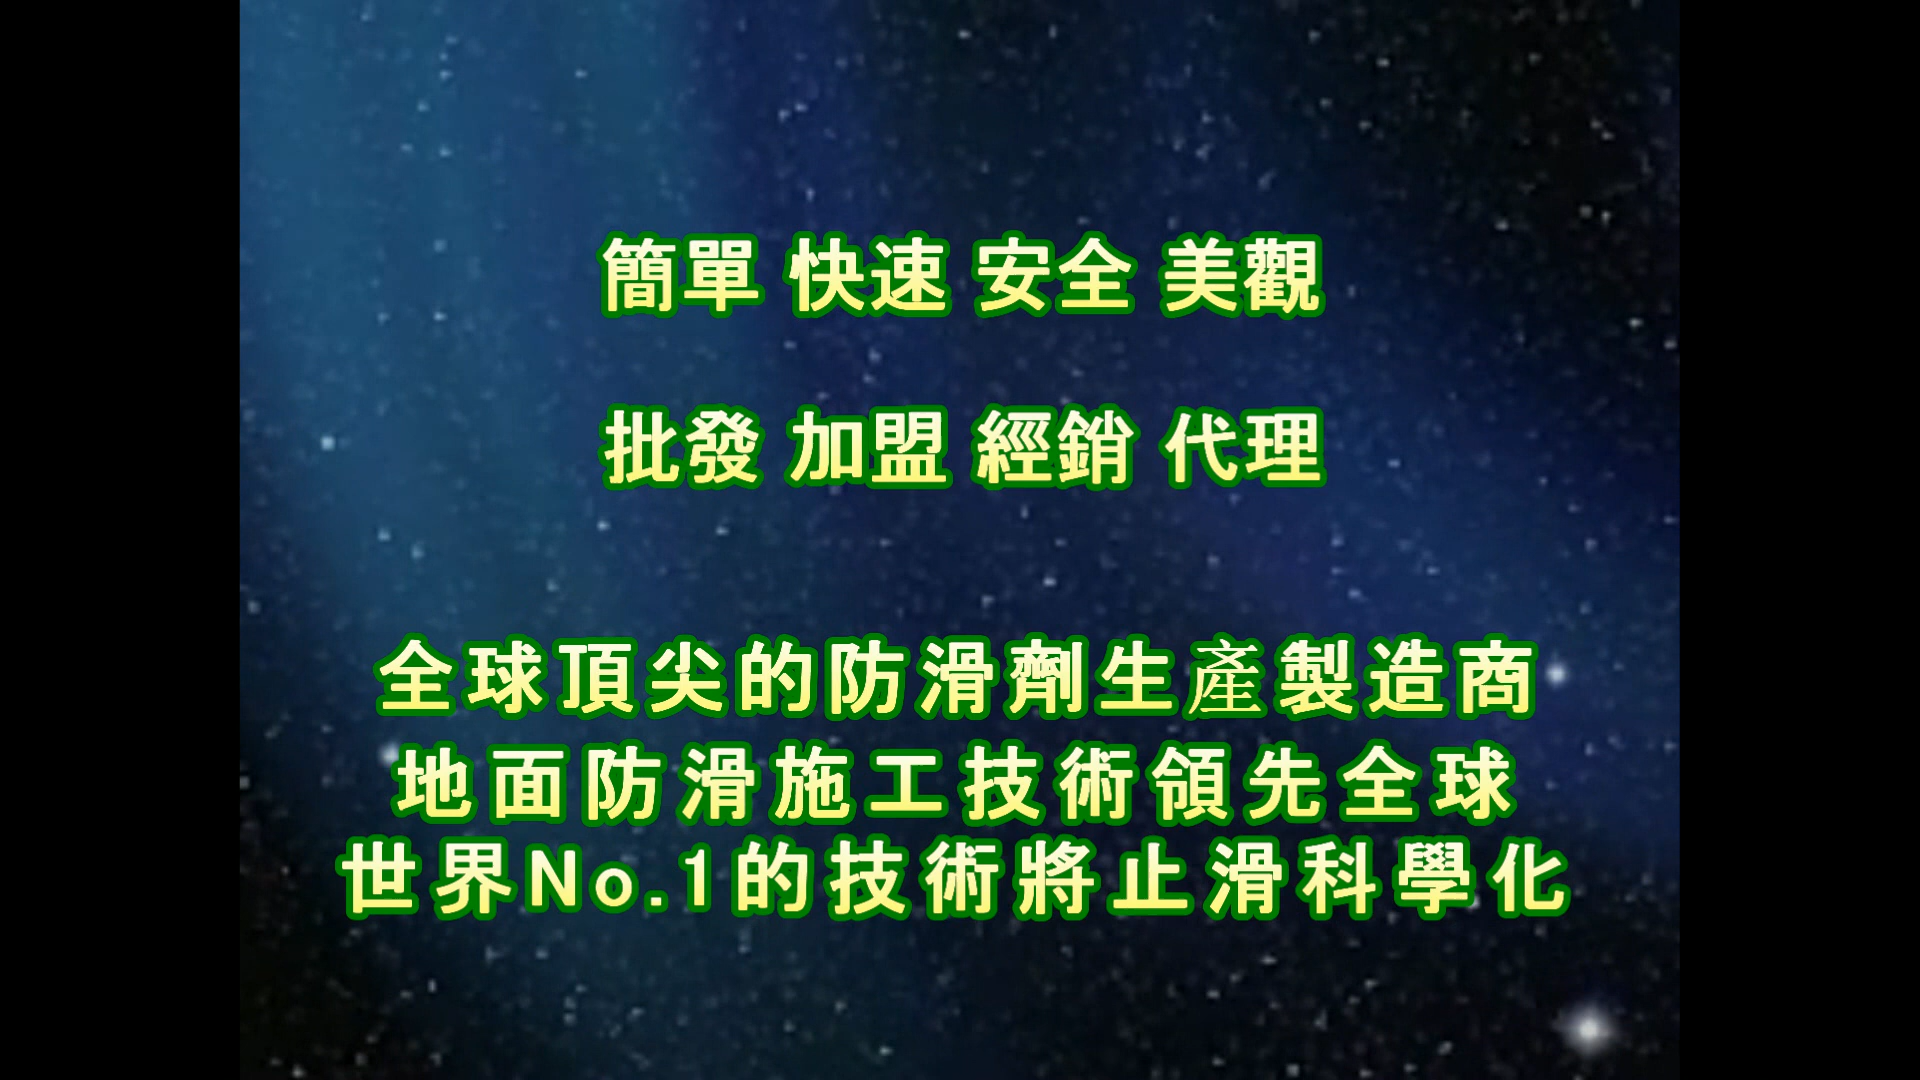 簡單 快速 安全 美觀
批發 加盟 經銷 代理
全球頂尖的防滑劑生產製造商
地面防滑施工技術領先全球
世界No.1的技術將止滑科學化